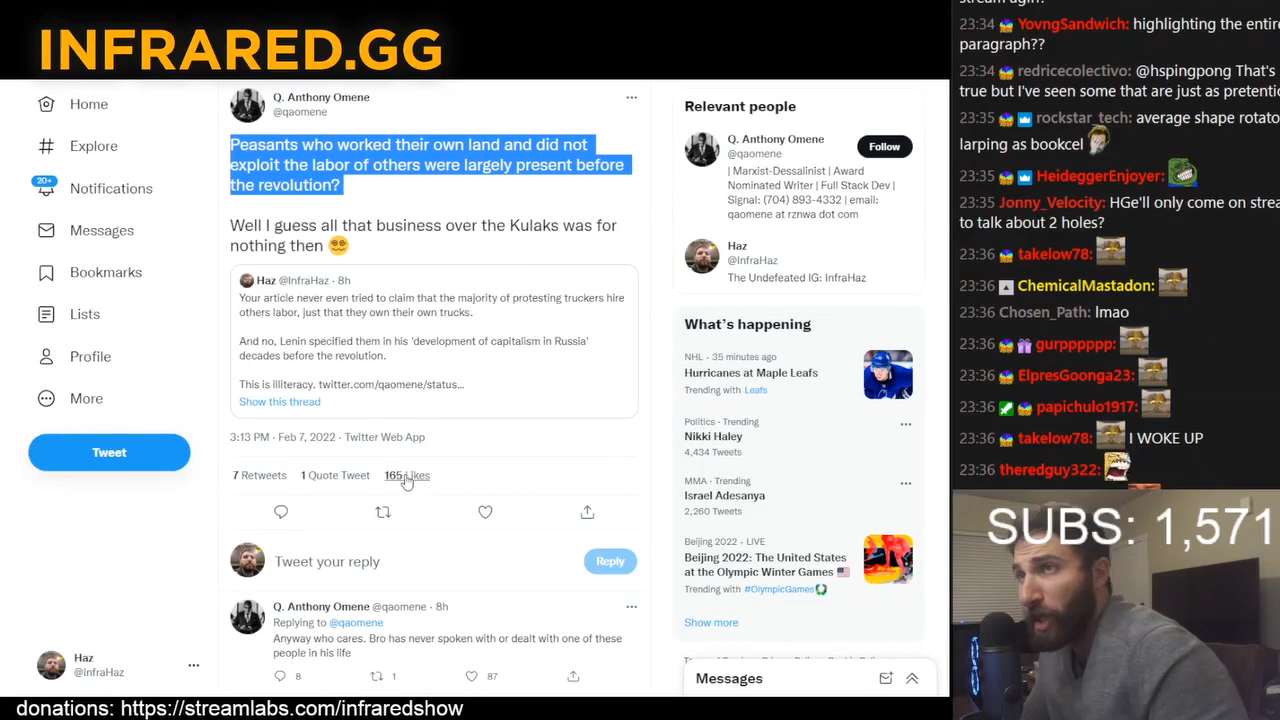 INFRARED.GG
Home
Explore
20+
Notifications
Messages
Bookmarks
Lists
Profile
More
Tweet
Haz
@InfraHaz
Q. Anthony Omene
@qaomene
Peasants who worked their own land and did not
exploit the labor of others were largely present before
the revolution?
Well I guess all that business over the Kulaks was for
nothing then
Haz @InfraHaz · 8h
Your article never even tried to claim that the majority of protesting truckers hire
others labor, just that they own their own trucks.
And no, Lenin specified them in his 'development of capitalism in Russia'
decades before the revolution.
This is illiteracy. twitter.com/qaomene/status...
Show this thread
3:13 PM · Feb 7, 2022 · Twitter Web App
7 Retweets 1 Quote Tweet 165 Likes
Tweet your reply
Reply
Q. Anthony Omene @qaomene · 8h
Replying to @qaomene
Anyway who cares. Bro has never spoken with or dealt with one of these
people in his life
8 1 87
Relevant people
Q. Anthony Omene
@qaomene
Follow
| Marxist-Dessalinist | Award
Nominated Writer | Full Stack Dev |
Signal: (704) 893-4332 | email:
qaomene at rznwa dot com
Haz
@InfraHaz
The Undefeated IG: InfraHaz
What's happening
NHL · 35 minutes ago
Hurricanes at Maple Leafs
Trending with Leafs
Politics · Trending
Nikki Haley
4,434 Tweets
MMA · Trending
Israel Adesanya
2,260 Tweets
Beijing 2022 · LIVE
Beijing 2022: The United States
at the Olympic Winter Games
Trending with #OlympicGames
Show more
Messages
23:34 YovngSandwich: highlighting the entire
paragraph??
23:34 redricecolectivo: @hspingpong That's
true but I've seen some that are just as
23:35 rockstar_tech: average shape
larping as bookcel
23:35 HeideggerEnjoyer:
23:35 Jonny_Velocity: HGe'll only come on
to talk about 2 holes?
23:36 takelow78:
23:36 ChemicalMastadon:
23:36 Chosen_Path: lmao
23:36 gurpppppp:
23:36 ElpresGoonga23:
23:36 papichulo1917:
23:36 takelow78: I WOKE UP
23:36 theredguy322:
SUBS: 1,571
donations: https://streamlabs.com/infraredshow